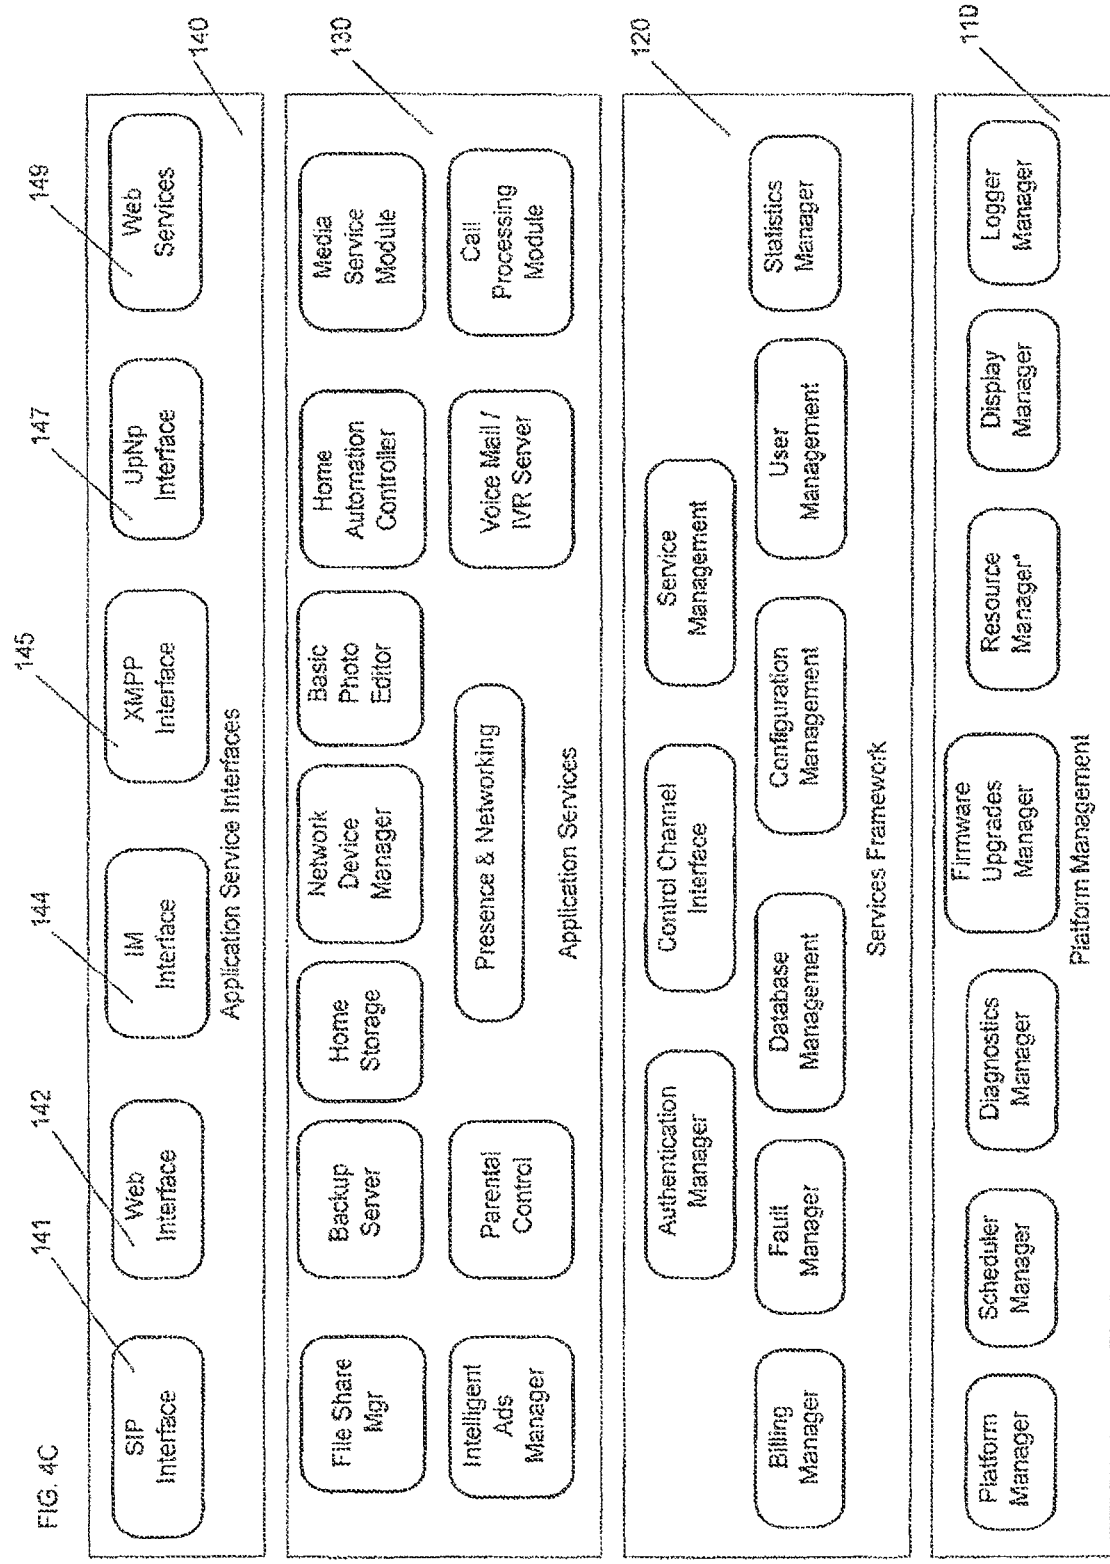 FIG. 4C
141
142
144
145
147
149
SIP
Interface
Web
Interface
IM
Interface
XMPP
Interface
UpNp
Interface
Web
Services
Application Service Interfaces
140
File Share
Mgr
Backup
Server
Home
Storage
Network
Device
Manager
Basic
Photo
Editor
Home
Automation
Controller
Media
Service
Module
130
Intelligent
Ads
Manager
Parental
Control
Presence & Networking
Voice Mail /
IVR Server
Call
Processing
Module
Application Services
Authentication
Manager
Control Channel
Interface
Service
Management
120
Billing
Manager
Fault
Manager
Database
Management
Configuration
Management
User
Management
Statistics
Manager
Services Framework
Platform
Manager
Scheduler
Manager
Diagnostics
Manager
Firmware
Upgrades
Manager
Resource
Manager*
Display
Manager
Logger
Manager
110
Platform Management